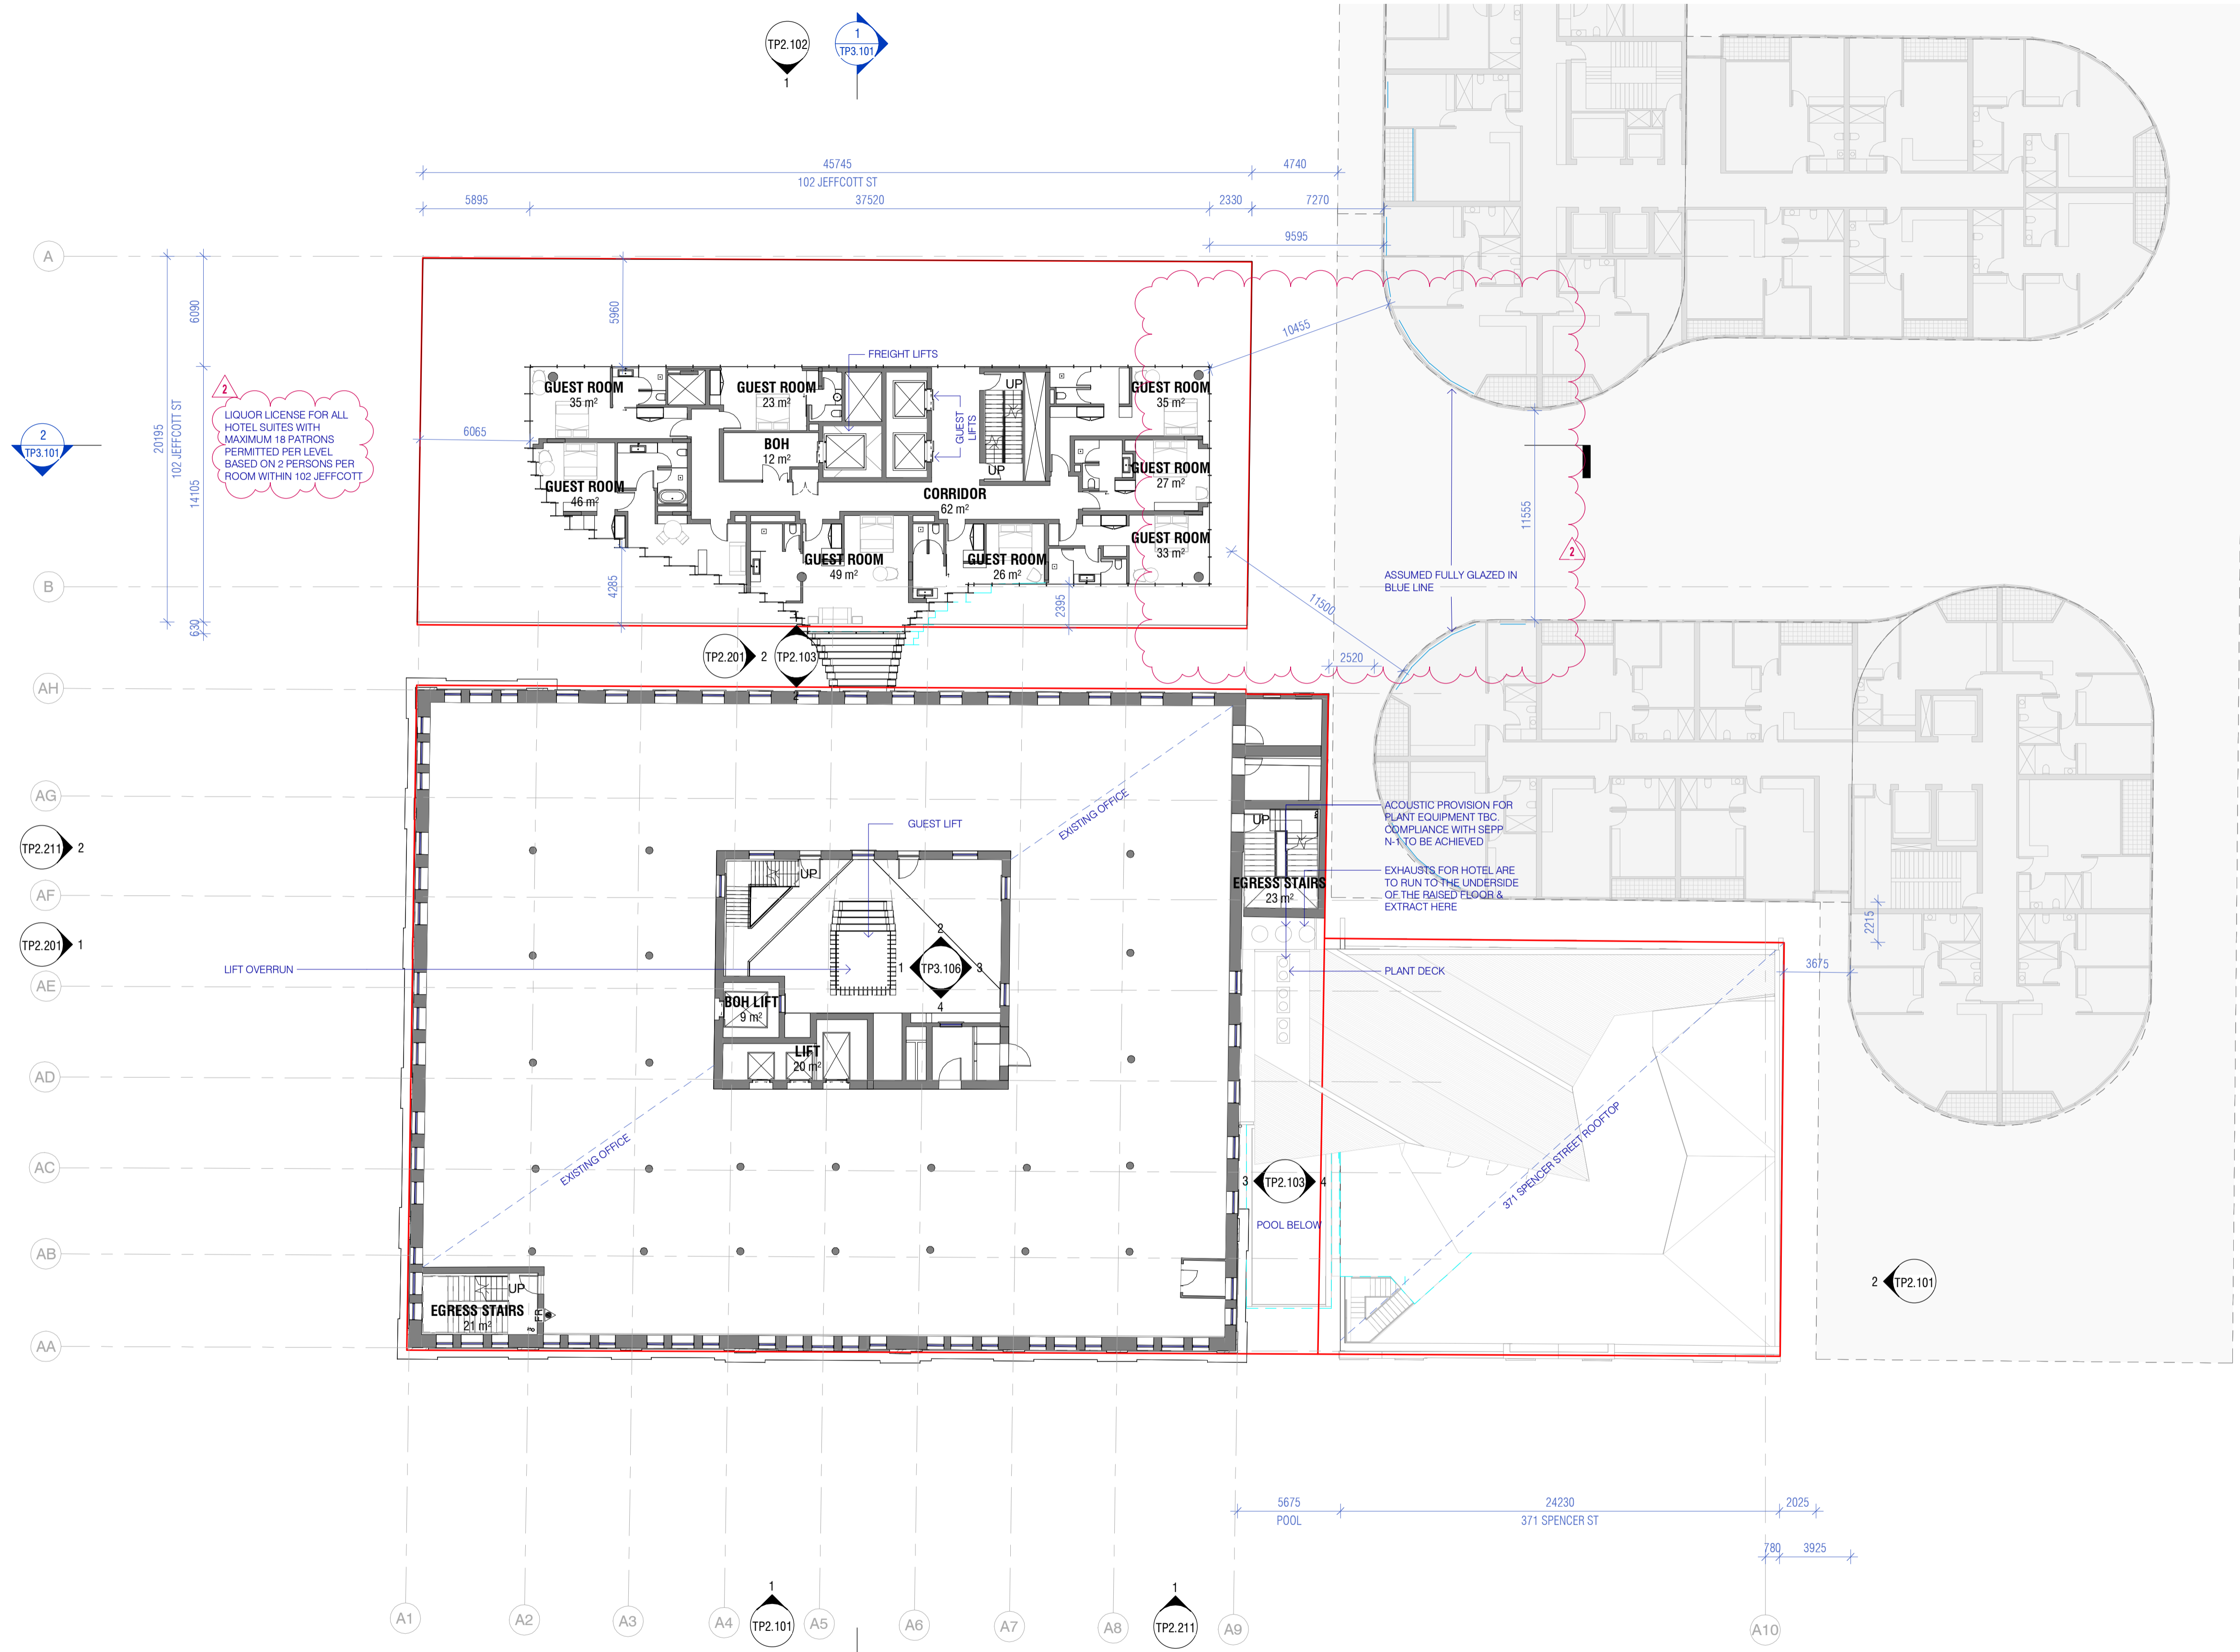 TP2.102
1
1
TP3.101
45745
4740
102 JEFFCOTT ST
5895
37520
2330
7270
9595
A
6090
5960
10455
FREIGHT LIFTS
GUEST ROOM
35 m²
GUEST ROOM
23 m²
UP
GUEST ROOM
35 m²
2
LIQUOR LICENSE FOR ALL
HOTEL SUITES WITH
MAXIMUM 18 PATRONS
PERMITTED PER LEVEL
BASED ON 2 PERSONS PER
ROOM WITHIN 102 JEFFCOTT
20195
102 JEFFCOTT ST
14105
2
TP3.101
6065
BOH
12 m²
GUEST
LIFTS
UP
GUEST ROOM
27 m²
GUEST ROOM
46 m²
CORRIDOR
62 m²
11555
GUEST ROOM
33 m²
GUEST ROOM
49 m²
GUEST ROOM
26 m²
2
ASSUMED FULLY GLAZED IN
BLUE LINE
B
4285
2395
11500
630
TP2.201
2
TP2.103
2
2520
AH
AG
EXISTING OFFICE
ACOUSTIC PROVISION FOR
PLANT EQUIPMENT TBC.
COMPLIANCE WITH SEPP
N-1 TO BE ACHIEVED
GUEST LIFT
UP
TP2.211
2
UP
EXHAUSTS FOR HOTEL ARE
TO RUN TO THE UNDERSIDE
OF THE RAISED FLOOR &
EXTRACT HERE
EGRESS STAIRS
23 m²
AF
2215
TP2.201
1
2
1
TP3.106
3
4
LIFT OVERRUN
PLANT DECK
3675
AE
BOH LIFT
9 m²
LIFT
20 m²
AD
EXISTING OFFICE
371 SPENCER STREET ROOFTOP
AC
3
TP2.103
4
POOL BELOW
AB
2
TP2.101
UP
EGRESS STAIRS
21 m²
FR
AA
5675
24230
2025
POOL
371 SPENCER ST
780
3925
1
1
A1
A2
A3
A4
TP2.101
A5
A6
A7
A8
TP2.211
A9
A10